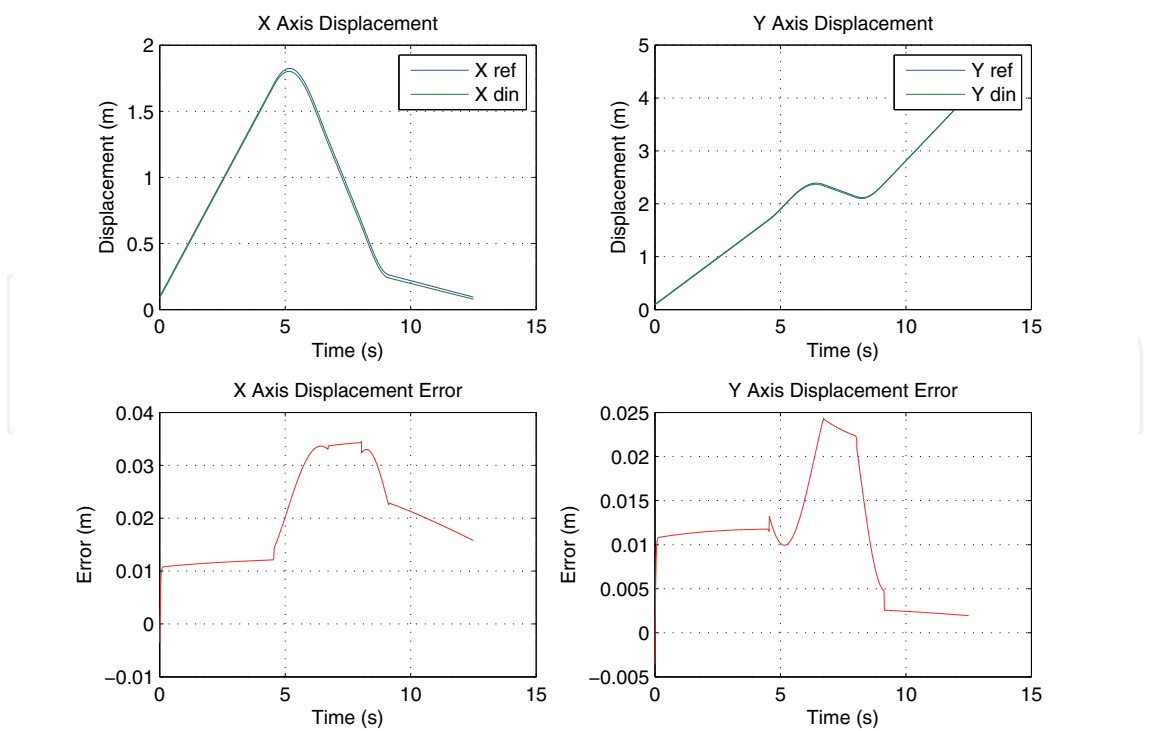 X Axis Displacement
2
1.5
1
0.5
0
0
5
10
15
Displacement (m)
Time (s)
X ref
X din
Y Axis Displacement
5
4
3
2
1
0
0
5
10
15
Displacement (m)
Time (s)
Y ref
Y din
X Axis Displacement Error
0.04
0.03
0.02
0.01
0
−0.01
0
5
10
15
Error (m)
Time (s)
Y Axis Displacement Error
0.025
0.02
0.015
0.01
0.005
0
−0.005
0
5
10
15
Error (m)
Time (s)